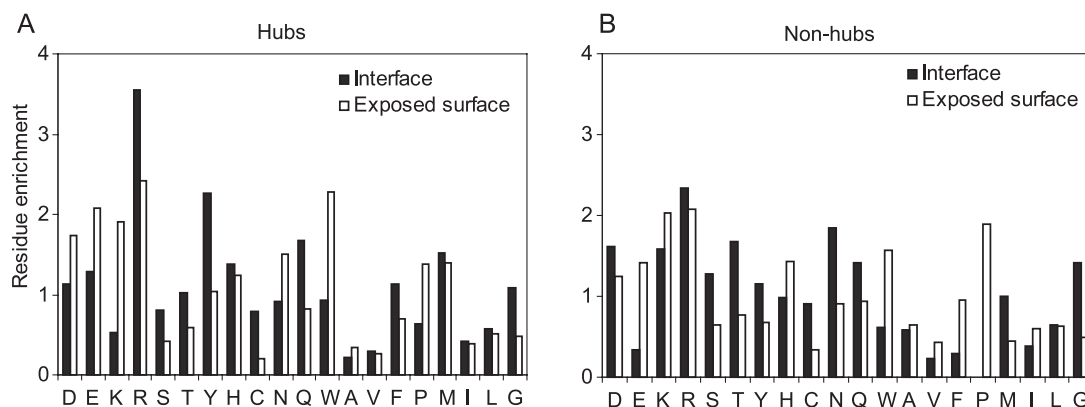 A
Hubs
Residue enrichment
4
3
2
1
0
Interface
Exposed surface
D E K R S T Y H C N Q W A V F P M I L G
B
Non-hubs
4
3
2
1
0
Interface
Exposed surface
D E K R S T Y H C N Q W A V F P M I L G